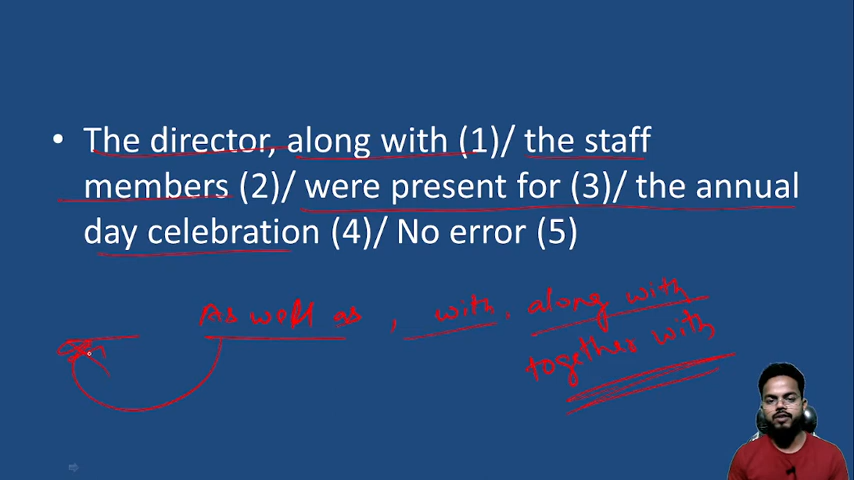 • The director, along with (1)/ the staff
members (2)/ were present for (3)/ the annual
day celebration (4)/ No error (5)
As well as , with , along with
together with